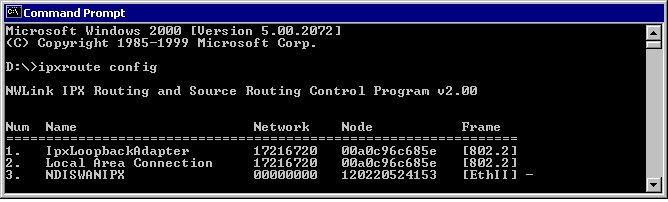 Command Prompt
Microsoft Windows 2000 [Version 5.00.2072]
(C) Copyright 1985-1999 Microsoft Corp.
D:\>ipxroute config
NWLink IPX Routing and Source Routing Control Program v2.00
Num Name Network Node Frame
================================================================
1. IpxLoopbackAdapter 17216720 00a0c96c685e [802.2]
2. Local Area Connection 17216720 00a0c96c685e [802.2]
3. NDISWANIPX 00000000 120220524153 [EthII] -